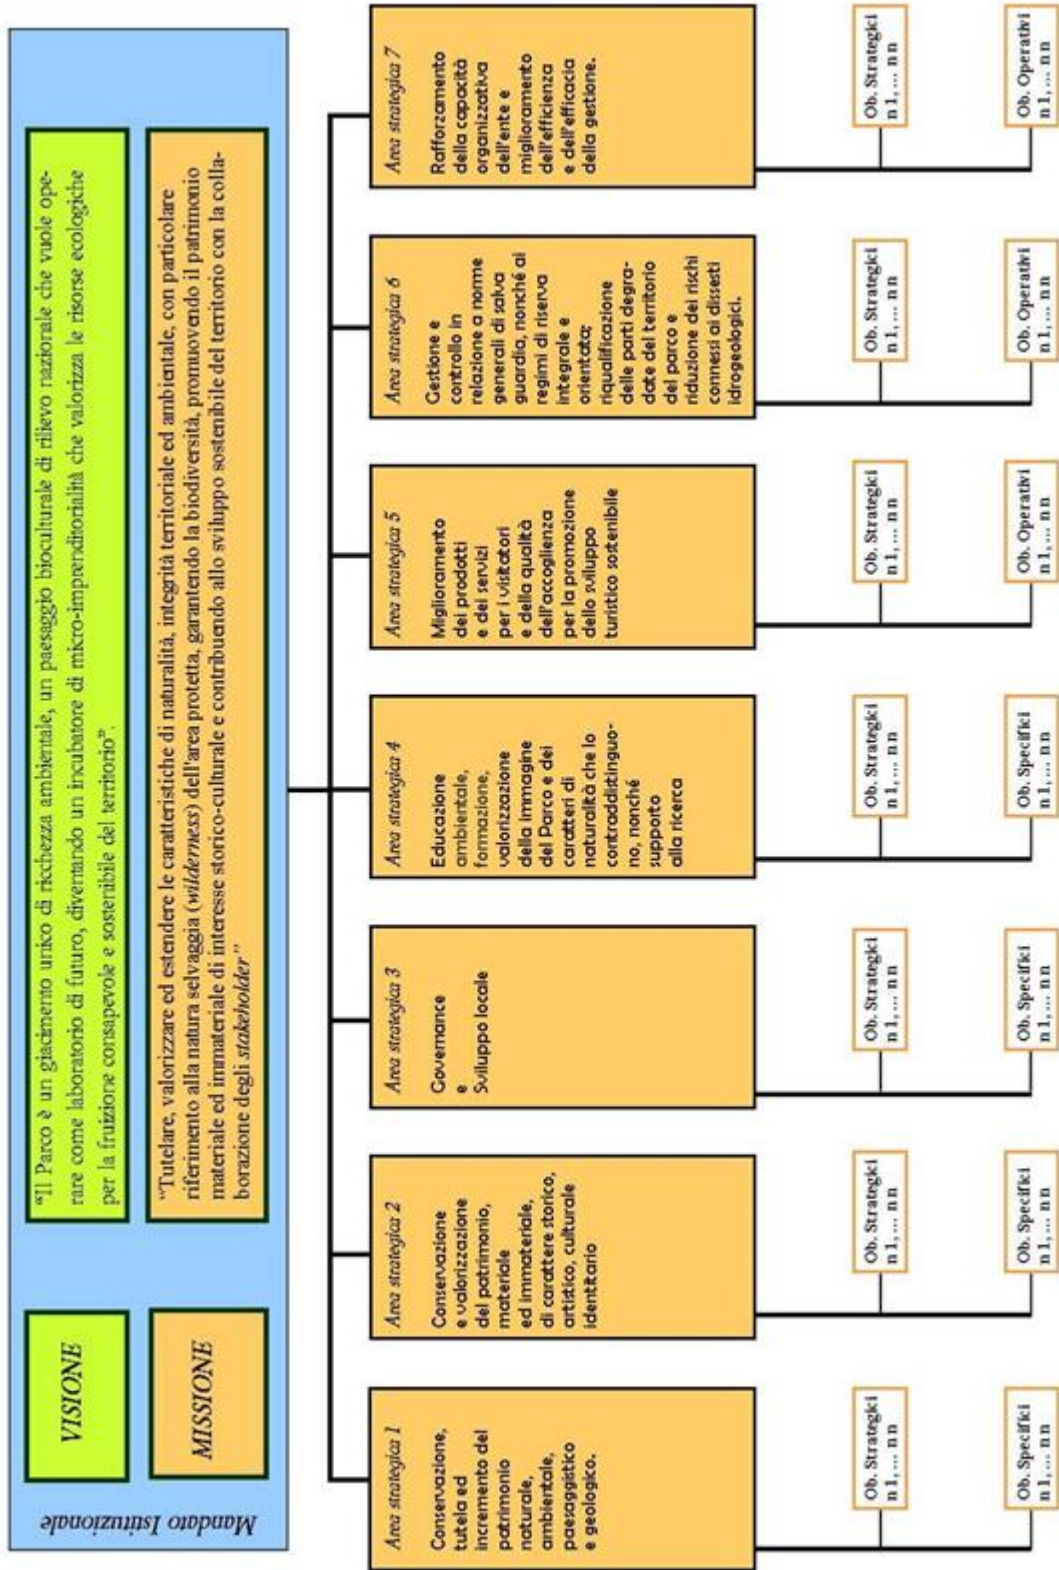 Mandato Istituzionale
VISIONE
“Il Parco è un giacimento unico di ricchezza ambientale, un paesaggio bioculturale di rilievo razionale che vuole ope-
rare come laboratorio di futuro, diventando un incubatore di micro-imprenditorialità che valorizza le risorse ecologiche
per la fruizione consapevole e sostenibile del territorio”.
MISSIONE
“Tutelare, valorizzare ed estendere le caratteristiche di naturalità, integrità territoriale ed ambientale, con particolare
riferimento alla natura selvaggia (wilderness) dell'area protetta, garantendo la biodiversità, promuovendo il patrimonio
materiale ed immateriale di interesse storico-culturale e contribuendo allo sviluppo sostenibile del territorio con la colla-
borazione degli stakeholder”
Area strategica 1
Conservazione,
tutela ed
incremento del
patrimonio
naturale,
ambientale,
paesaggistico
e geologico.
Ob. Strategici
n 1, ... n n
Ob. Specifici
n 1, ... n n
Area strategica 2
Conservazione
e valorizzazione
del patrimonio,
materiale
ed immateriale,
di carattere storico,
artistico, culturale
identitario
Ob. Strategici
n 1, ... n n
Ob. Specifici
n 1, ... n n
Area strategica 3
Governance
e
Sviluppo locale
Ob. Strategici
n 1, ... n n
Ob. Specifici
n 1, ... n n
Area strategica 4
Educazione
ambientale,
formazione,
valorizzazione
della immagine
del Parco e dei
caratteri di
naturalità che lo
contraddistinguo-
no, nonché
supporto
alla ricerca
Ob. Strategici
n 1, ... n n
Ob. Specifici
n 1, ... n n
Area strategica 5
Miglioramento
dei prodotti
e dei servizi
per i visitatori
e della qualità
dell'accoglienza
per la promozione
dello sviluppo
turistico sostenibile
Ob. Strategici
n 1, ... n n
Ob. Operativi
n 1, ... n n
Area strategica 6
Gestione e
controllo in
relazione a norme
generali di salva
guardia, nonché ai
regimi di riserva
integrale e
orientata;
riqualificazione
delle parti degra-
date del territorio
del parco e
riduzione dei rischi
connessi ai dissesti
idrogeologici.
Ob. Strategici
n 1, ... n n
Ob. Operativi
n 1, ... n n
Area strategica 7
Rafforzamento
della capacità
organizzativa
dell'ente e
miglioramento
dell'efficienza
e dell'efficacia
della gestione.
Ob. Strategici
n 1, ... n n
Ob. Operativi
n 1, ... n n